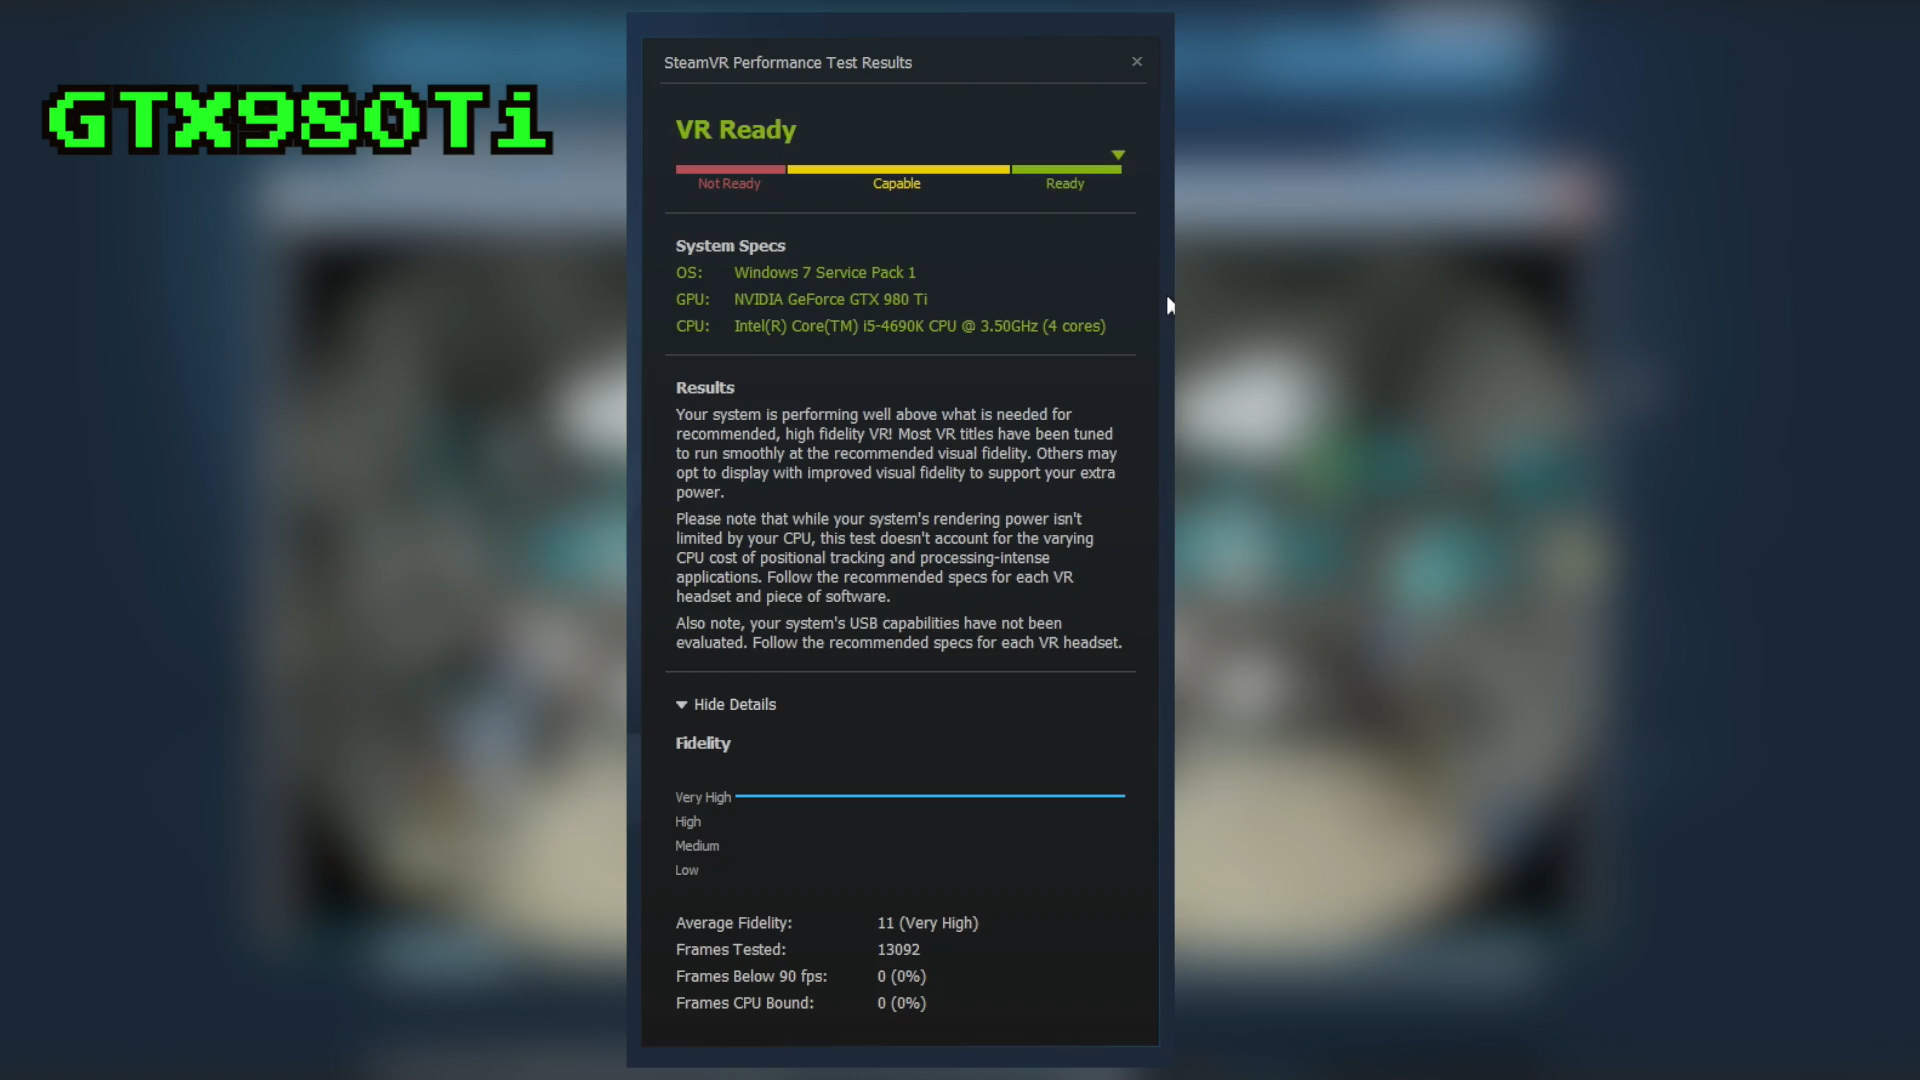 GTX980Ti
SteamVR Performance Test Results
VR Ready
Not Ready Capable Ready
System Specs
OS: Windows 7 Service Pack 1
GPU: NVIDIA GeForce GTX 980 Ti
CPU: Intel(R) Core(TM) i5-4690K CPU @ 3.50GHz (4 cores)
Results
Your system is performing well above what is needed for
recommended, high fidelity VR! Most VR titles have been tuned
to run smoothly at the recommended visual fidelity. Others may
opt to display with improved visual fidelity to support your extra
power.
Please note that while your system's rendering power isn't
limited by your CPU, this test doesn't account for the varying
CPU cost of positional tracking and processing-intense
applications. Follow the recommended specs for each VR
headset and piece of software.
Also note, your system's USB capabilities have not been
evaluated. Follow the recommended specs for each VR headset.
Hide Details
Fidelity
Very High
High
Medium
Low
Average Fidelity: 11 (Very High)
Frames Tested: 13092
Frames Below 90 fps: 0 (0%)
Frames CPU Bound: 0 (0%)